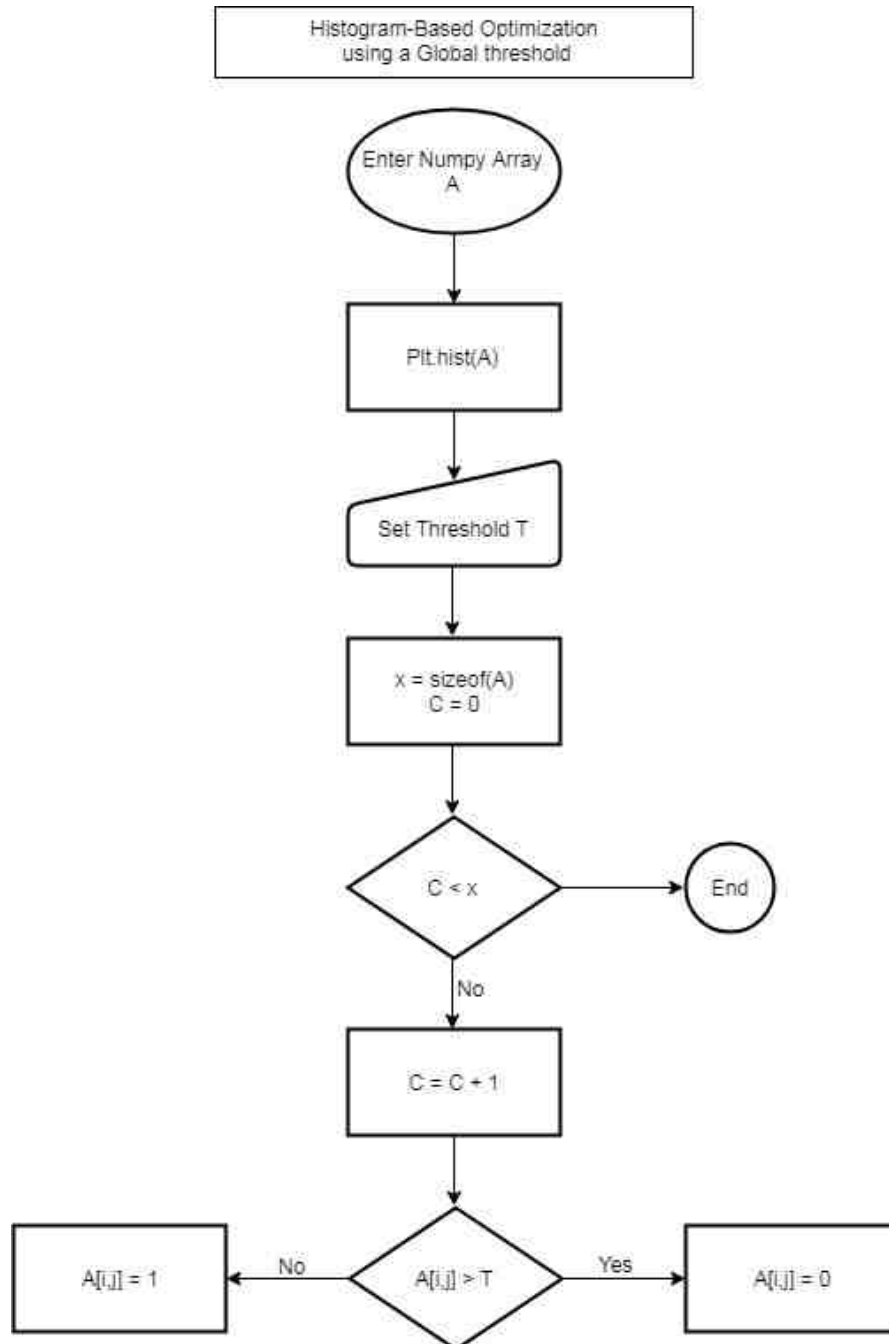 Histogram-Based Optimization
using a Global threshold
Enter Numpy Array
A
Plt.hist(A)
Set Threshold T
x = sizeof(A)
C = 0
C < x
End
No
C = C + 1
A[i,j] = 1
No
A[i,j] > T
Yes
A[i,j] = 0